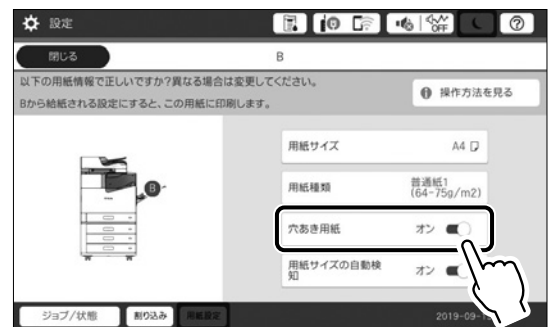 設定
OFF
?
閉じる
B
以下の用紙情報で正しいですか?異なる場合は変更してください。
Bから給紙される設定にすると、この用紙に印刷します。
操作方法を見る
用紙サイズ
A4
B
用紙種類
普通紙1
(64-75g/m2)
穴あき用紙
オン
用紙サイズの自動検
知
オン
ジョブ/状態
割り込み
用紙設定
2019-09-1